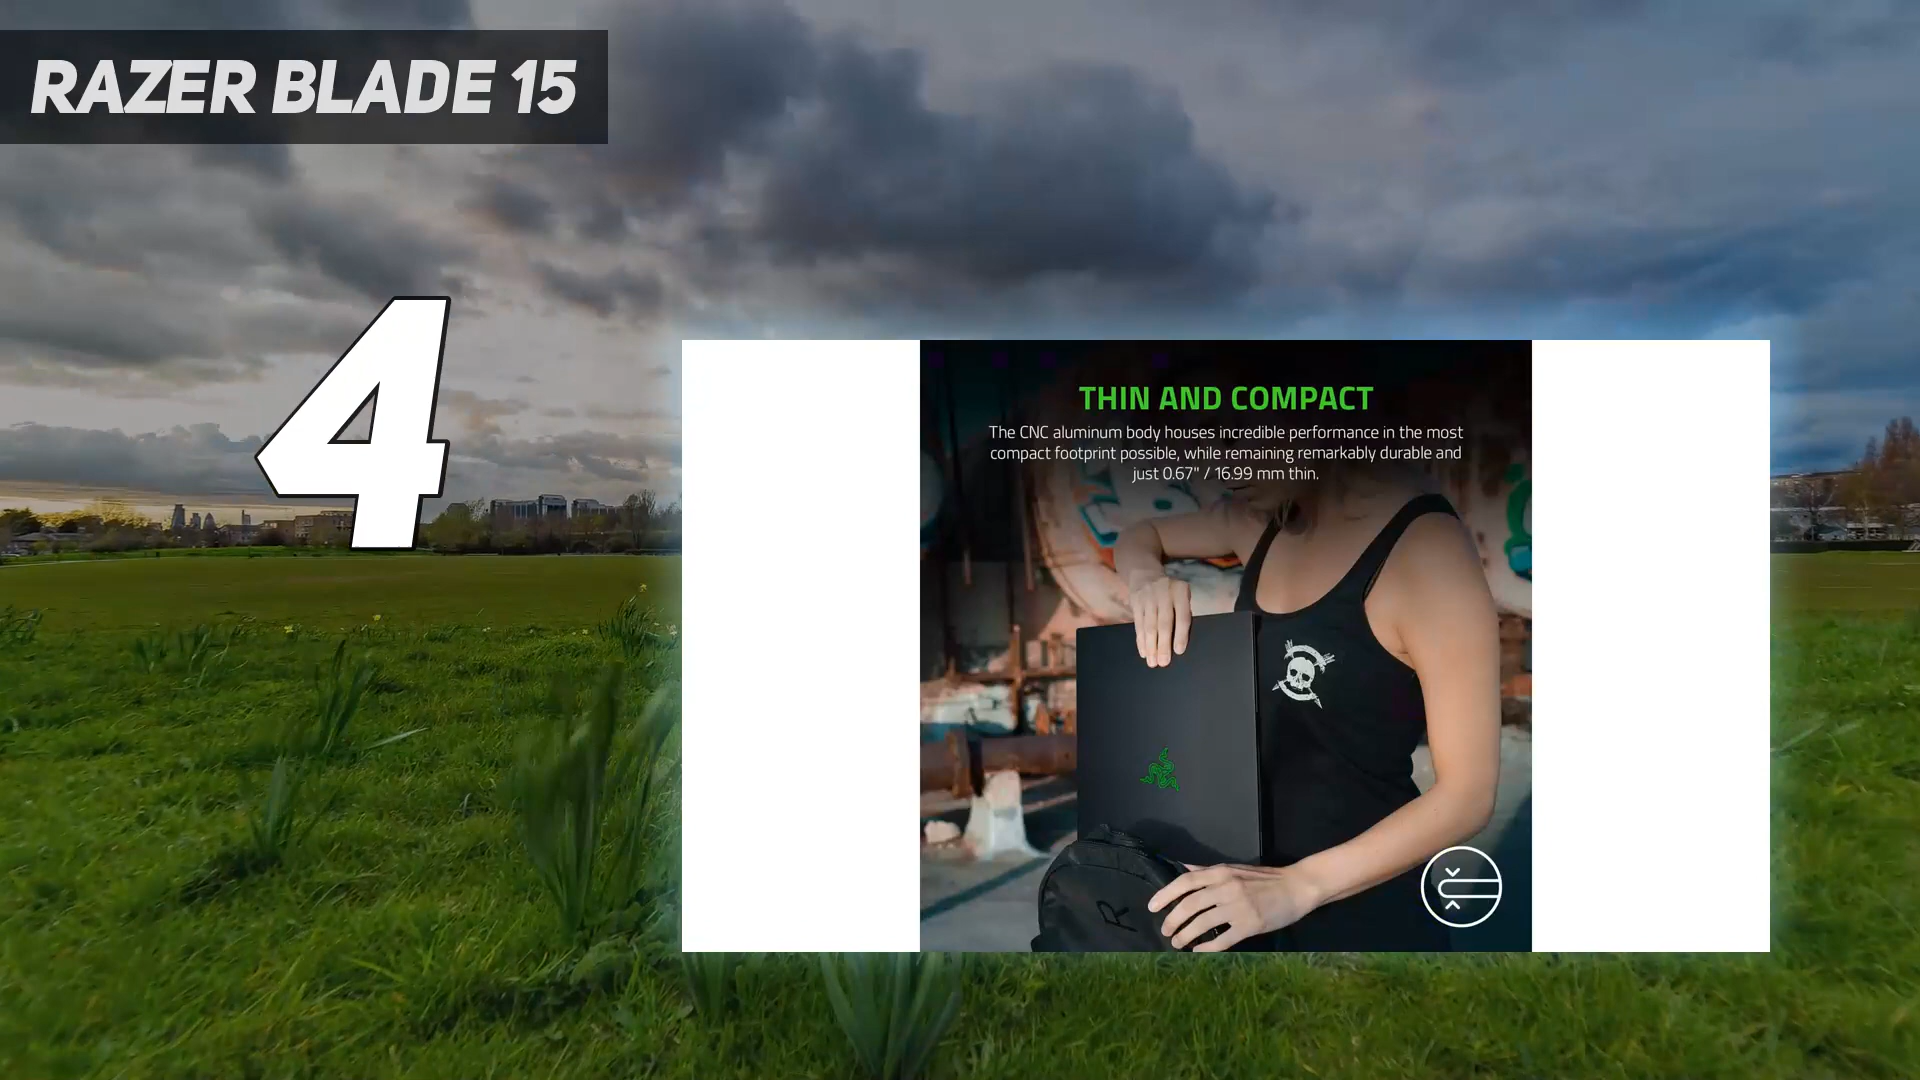 RAZER BLADE 15
4
THIN AND COMPACT
The CNC aluminum body houses incredible performance in the most
compact footprint possible, while remaining remarkably durable and
just 0.67" / 16.99 mm thin.
R